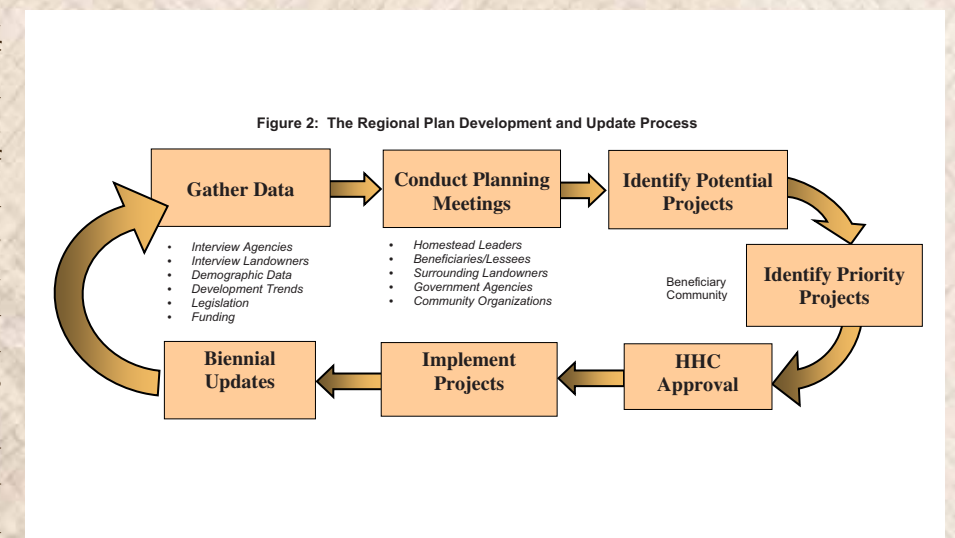 Figure 2: The Regional Plan Development and Update Process
Gather Data
• Interview Agencies
• Interview Landowners
• Demographic Data
• Development Trends
• Legislation
• Funding
Conduct Planning
Meetings
• Homestead Leaders
• Beneficiaries/Lessees
• Surrounding Landowners
• Government Agencies
• Community Organizations
Identify Potential
Projects
Beneficiary
Community
Identify Priority
Projects
HHC
Approval
Implement
Projects
Biennial
Updates